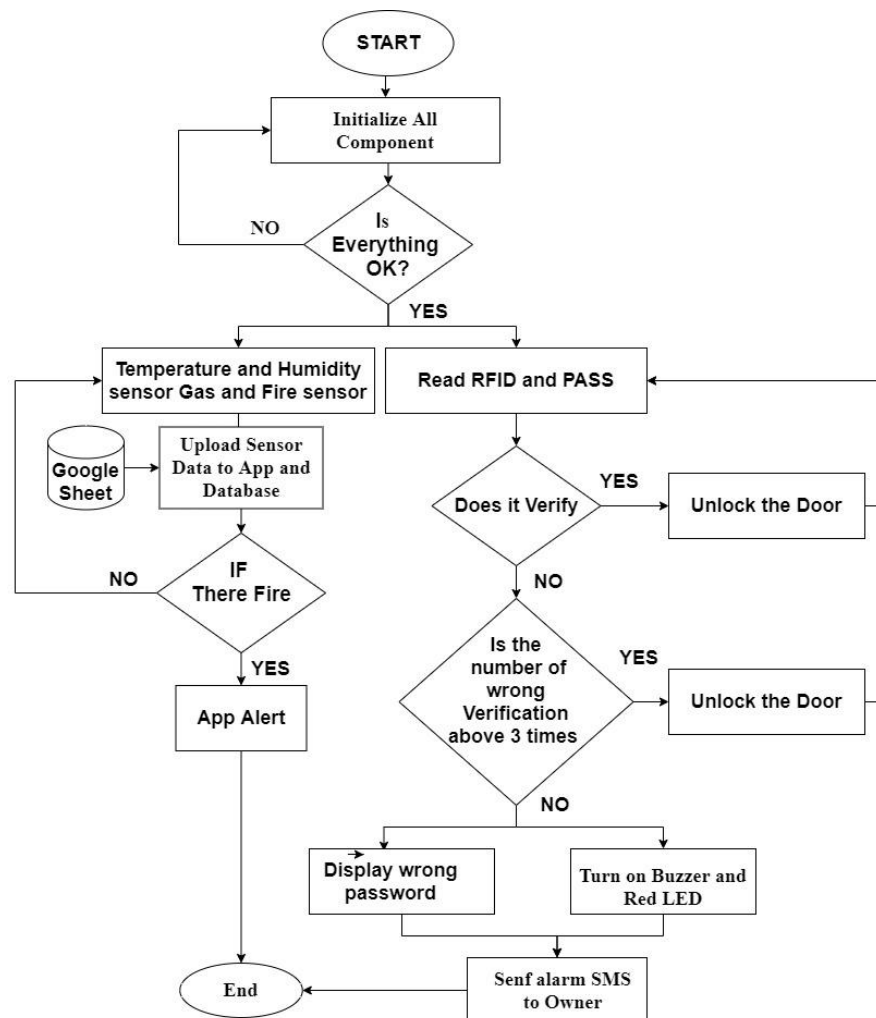 START
Initialize All
Component
NO
Is
Everything
OK?
YES
Temperature and Humidity
sensor Gas and Fire sensor
Read RFID and PASS
Google
Sheet
Upload Sensor
Data to App and
Database
Does it Verify
YES
Unlock the Door
NO
IF
There Fire
NO
YES
App Alert
Is the
number of
wrong
Verification
above 3 times
YES
Unlock the Door
NO
Display wrong
password
Turn on Buzzer and
Red LED
Senf alarm SMS
to Owner
End